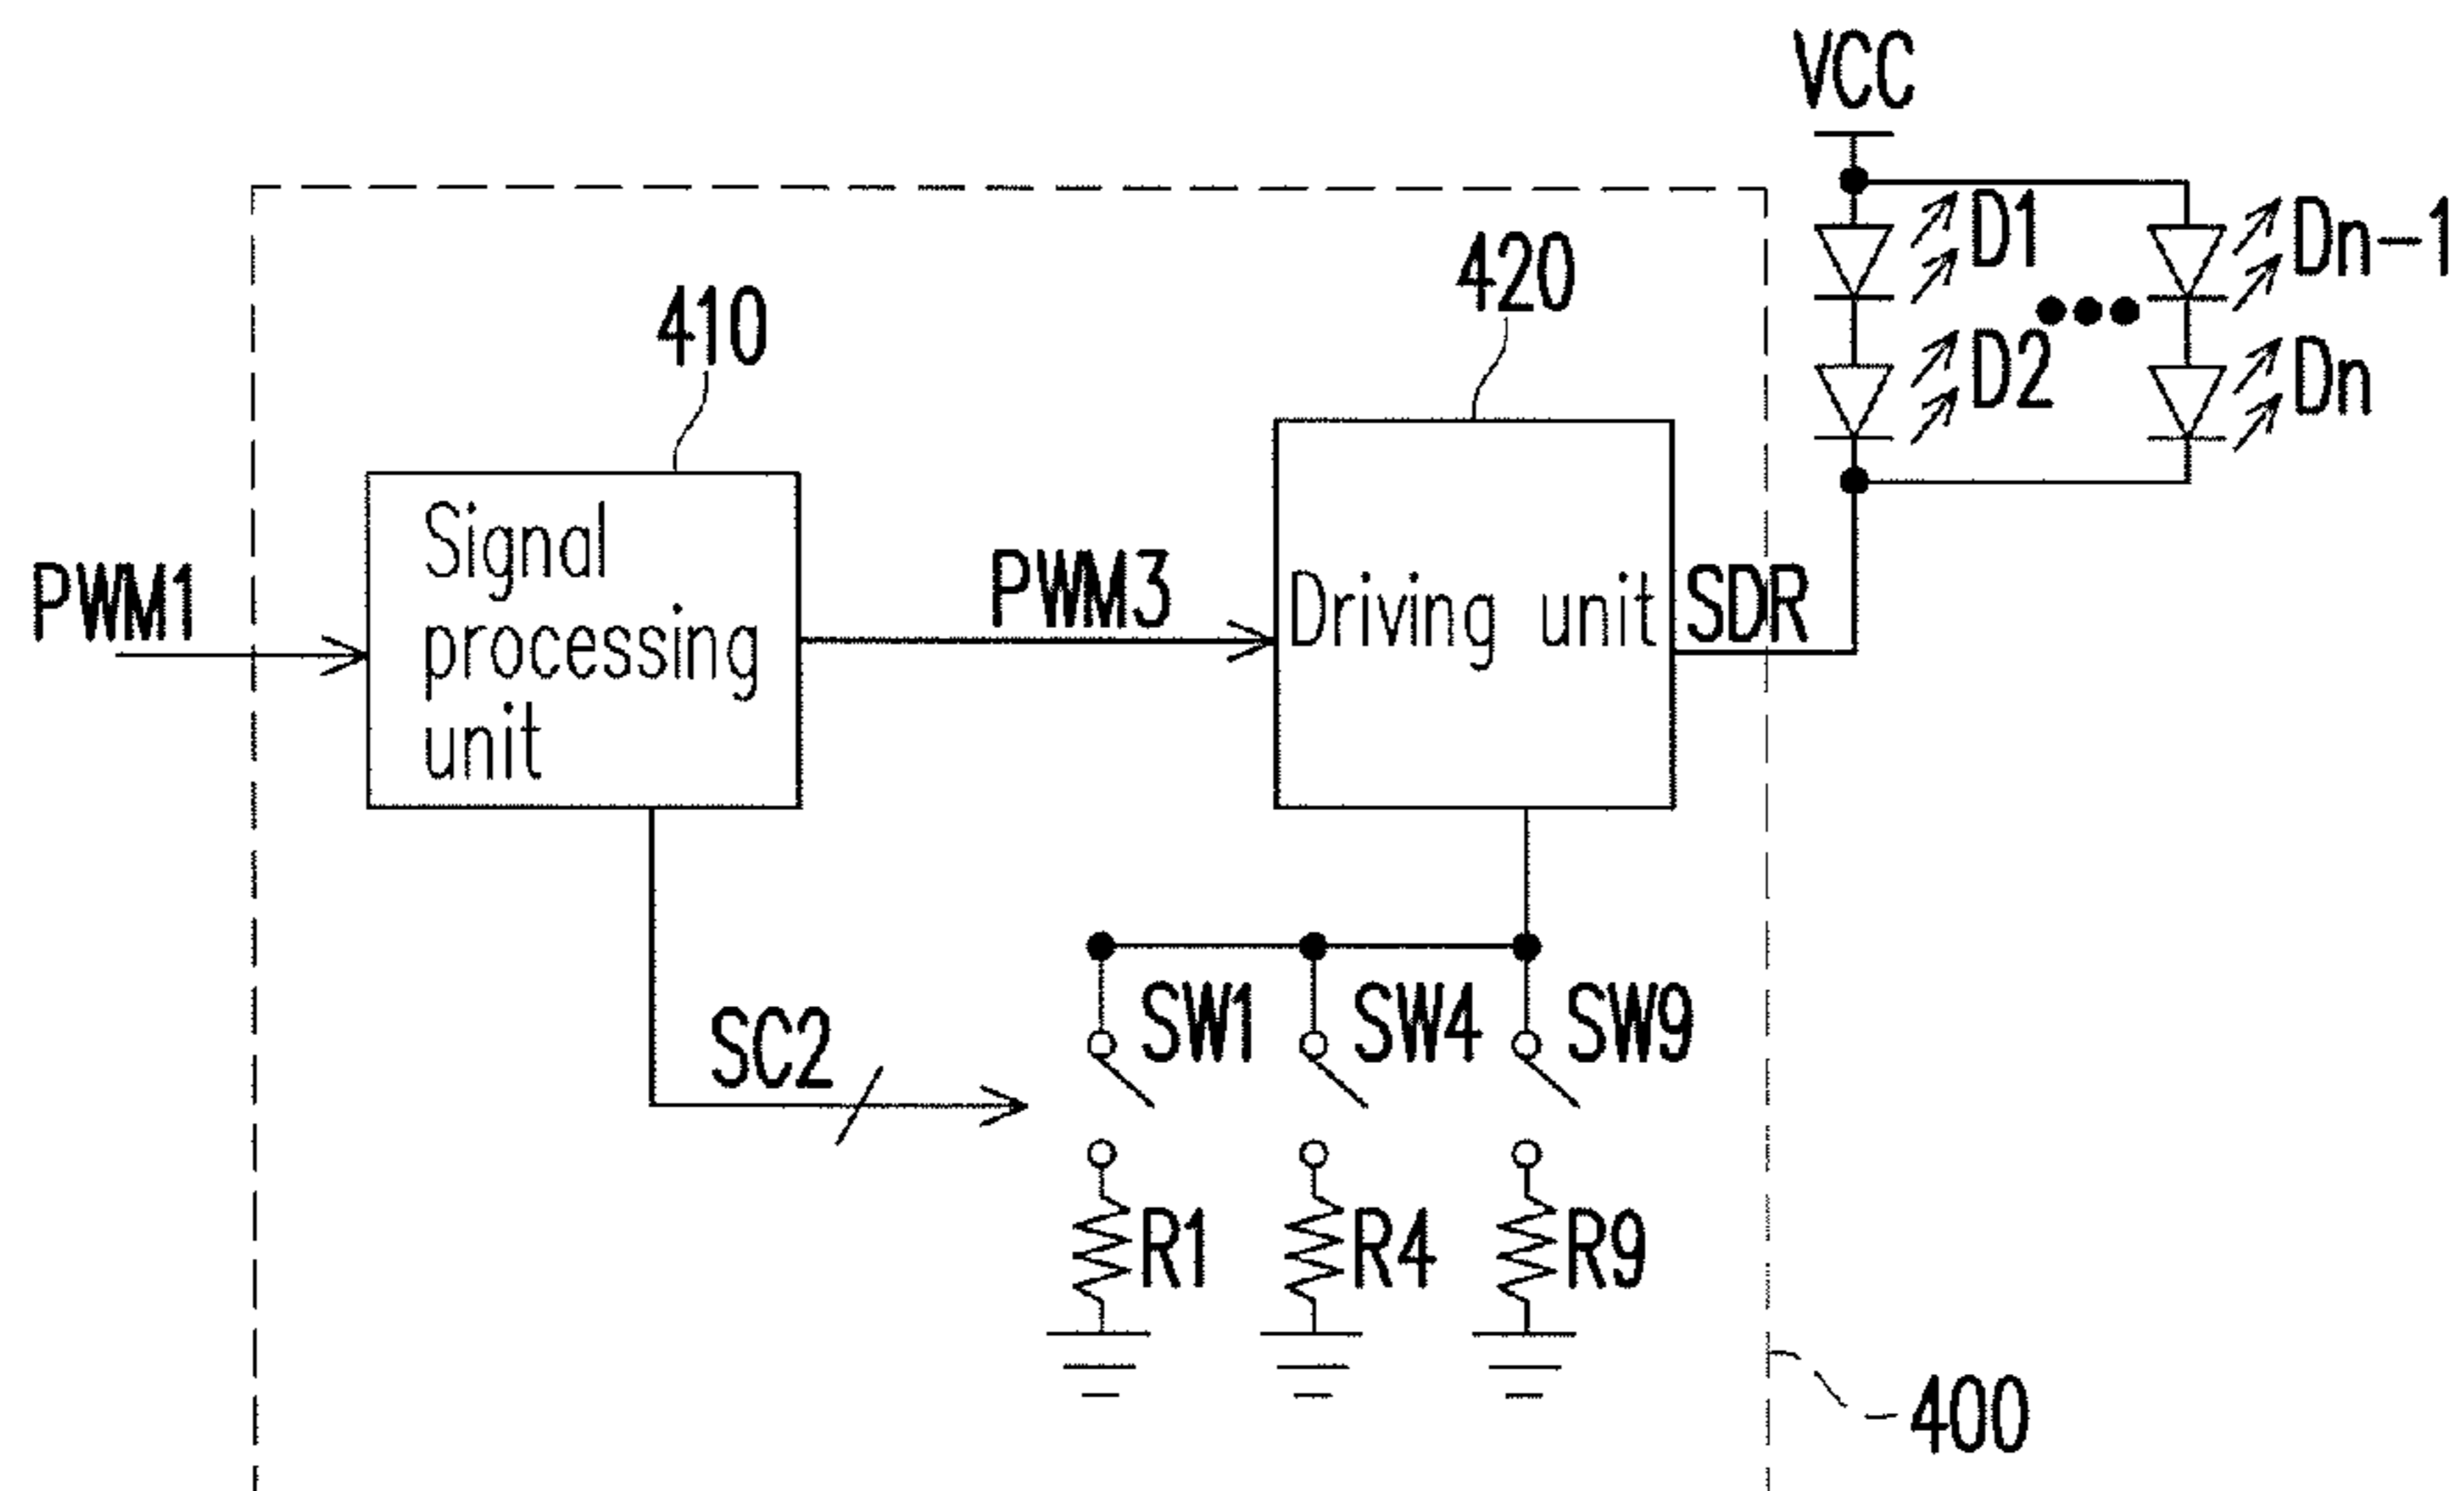 VCC
D1
Dn-1
420
410
D2
Dn
Signal
processing
unit
PWM1
PWM3
Driving unit
SDR
SW1
SW4
SW9
SC2
R1
R4
R9
400